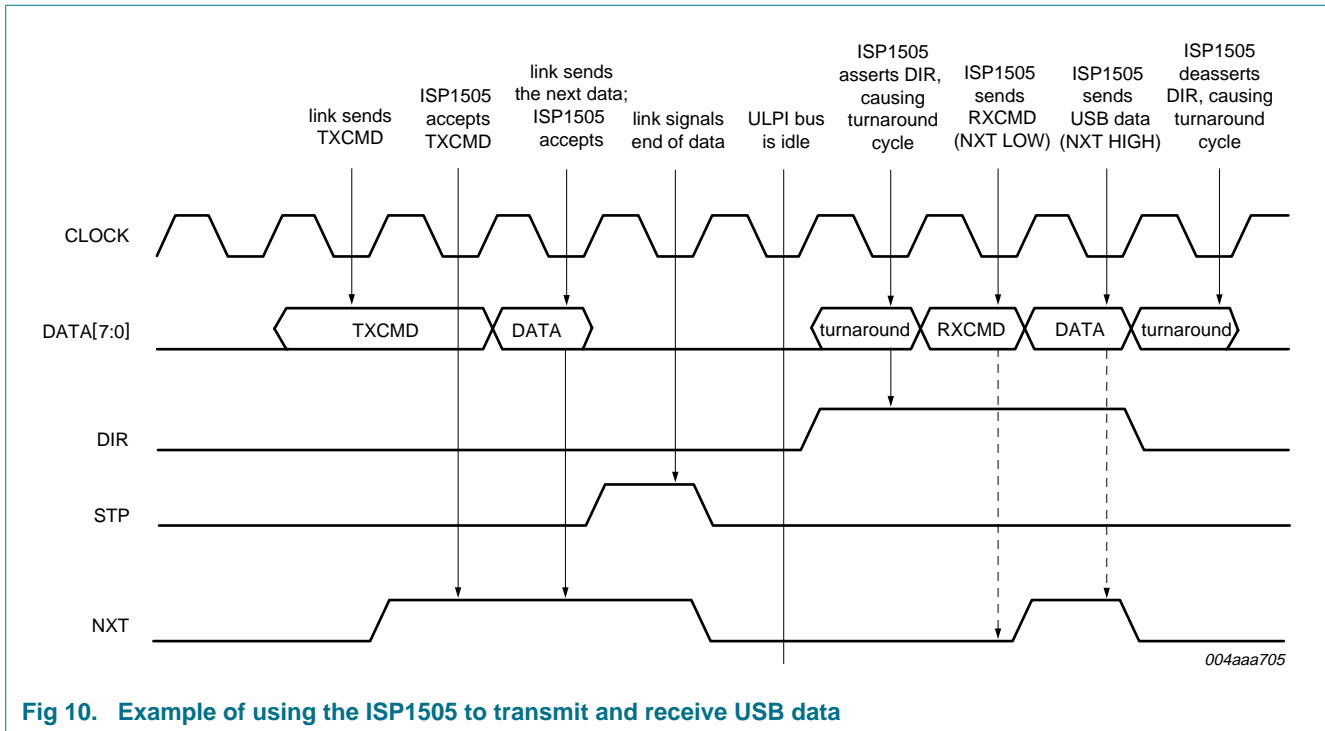 link sends
TXCMD
ISP1505
accepts
TXCMD
link sends
the next data;
ISP1505
accepts
link signals
end of data
ULPI bus
is idle
ISP1505
asserts DIR,
causing
turnaround
cycle
ISP1505
sends
RXCMD
(NXT LOW)
ISP1505
sends
USB data
(NXT HIGH)
ISP1505
deasserts
DIR, causing
turnaround
cycle
CLOCK
DATA[7:0]
TXCMD
DATA
turnaround
RXCMD
DATA
turnaround
DIR
STP
NXT
004aaa705
Fig 10. Example of using the ISP1505 to transmit and receive USB data